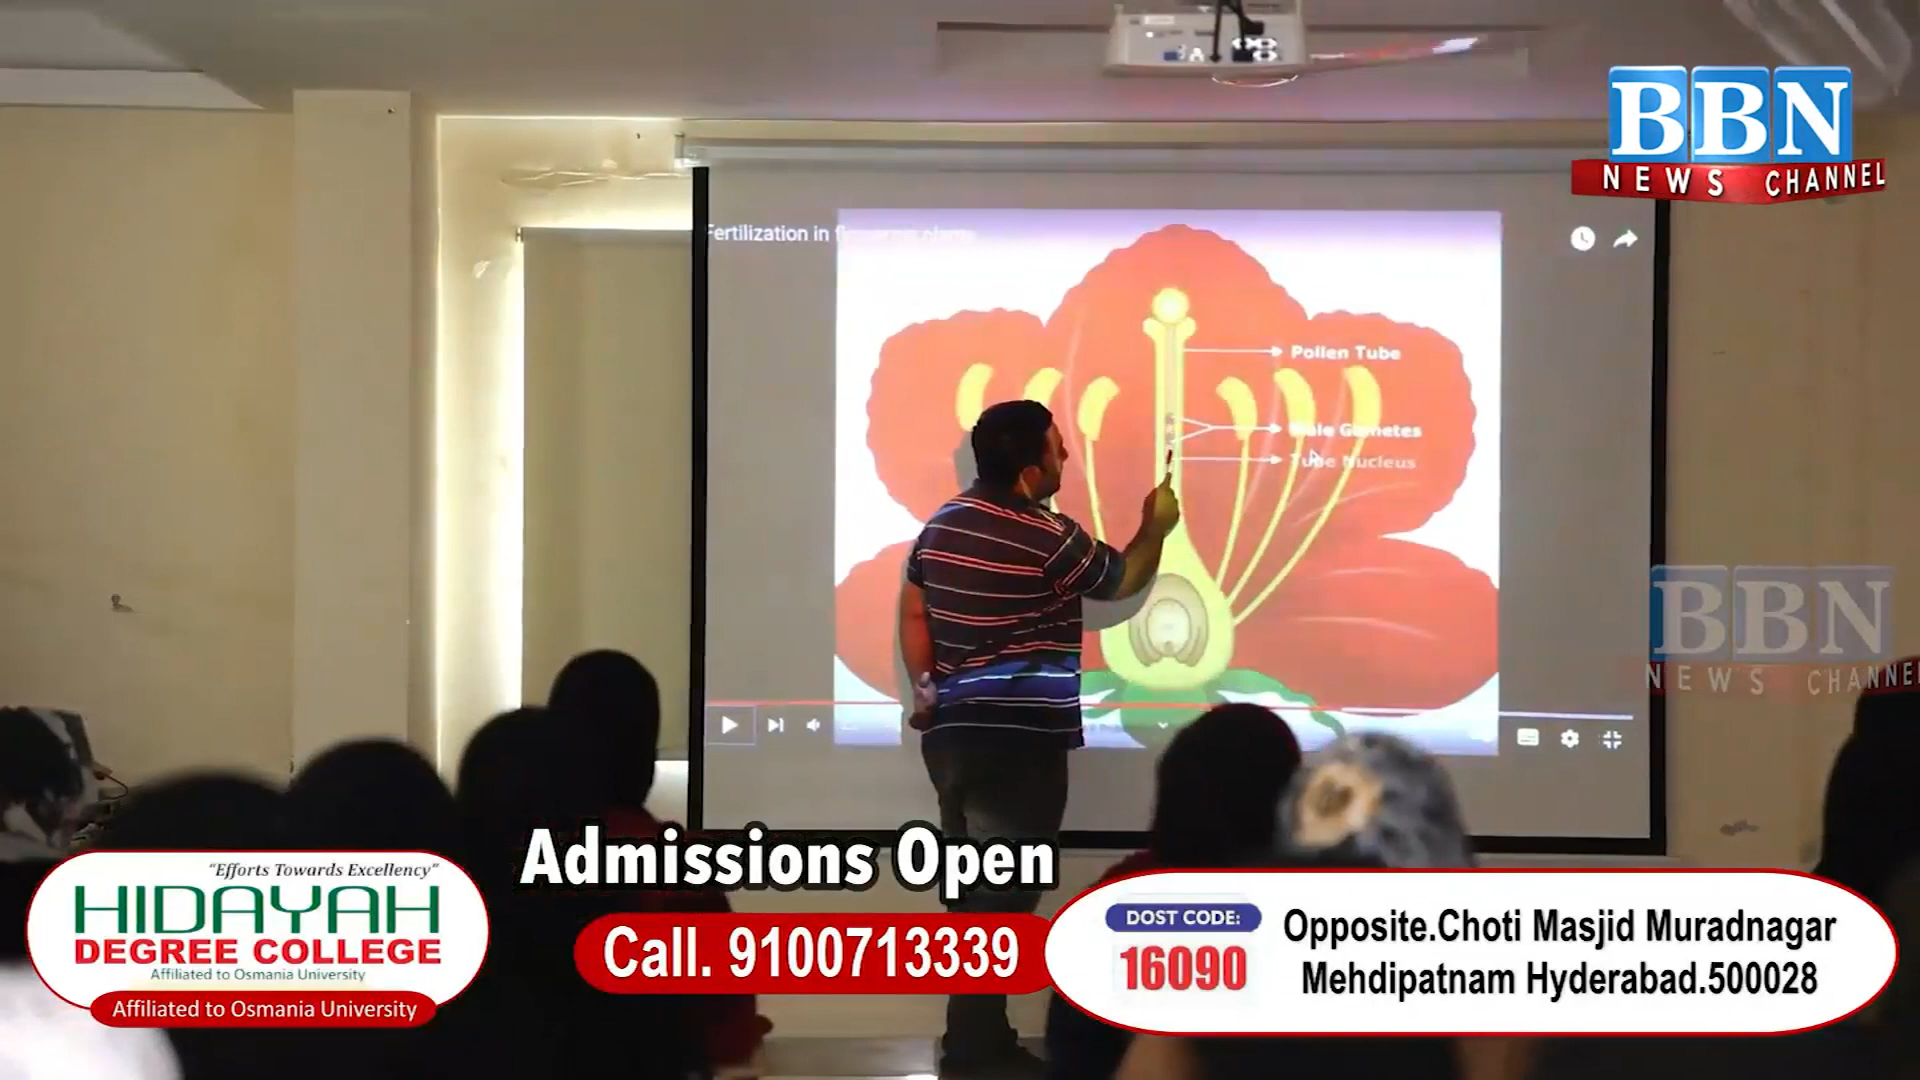 BBN
NEWS CHANNEL
Fertilization in
Pollen Tube
Male Gametes
Tube Nucleus
BBN
NEWS CHANNEL
Admissions Open
"Efforts Towards Excellency"
HIDAYAH
DEGREE COLLEGE
Affiliated to Osmania University
Affiliated to Osmania University
Call. 9100713339
DOST CODE:
16090
Opposite.Choti Masjid Muradnagar
Mehdipatnam Hyderabad.500028